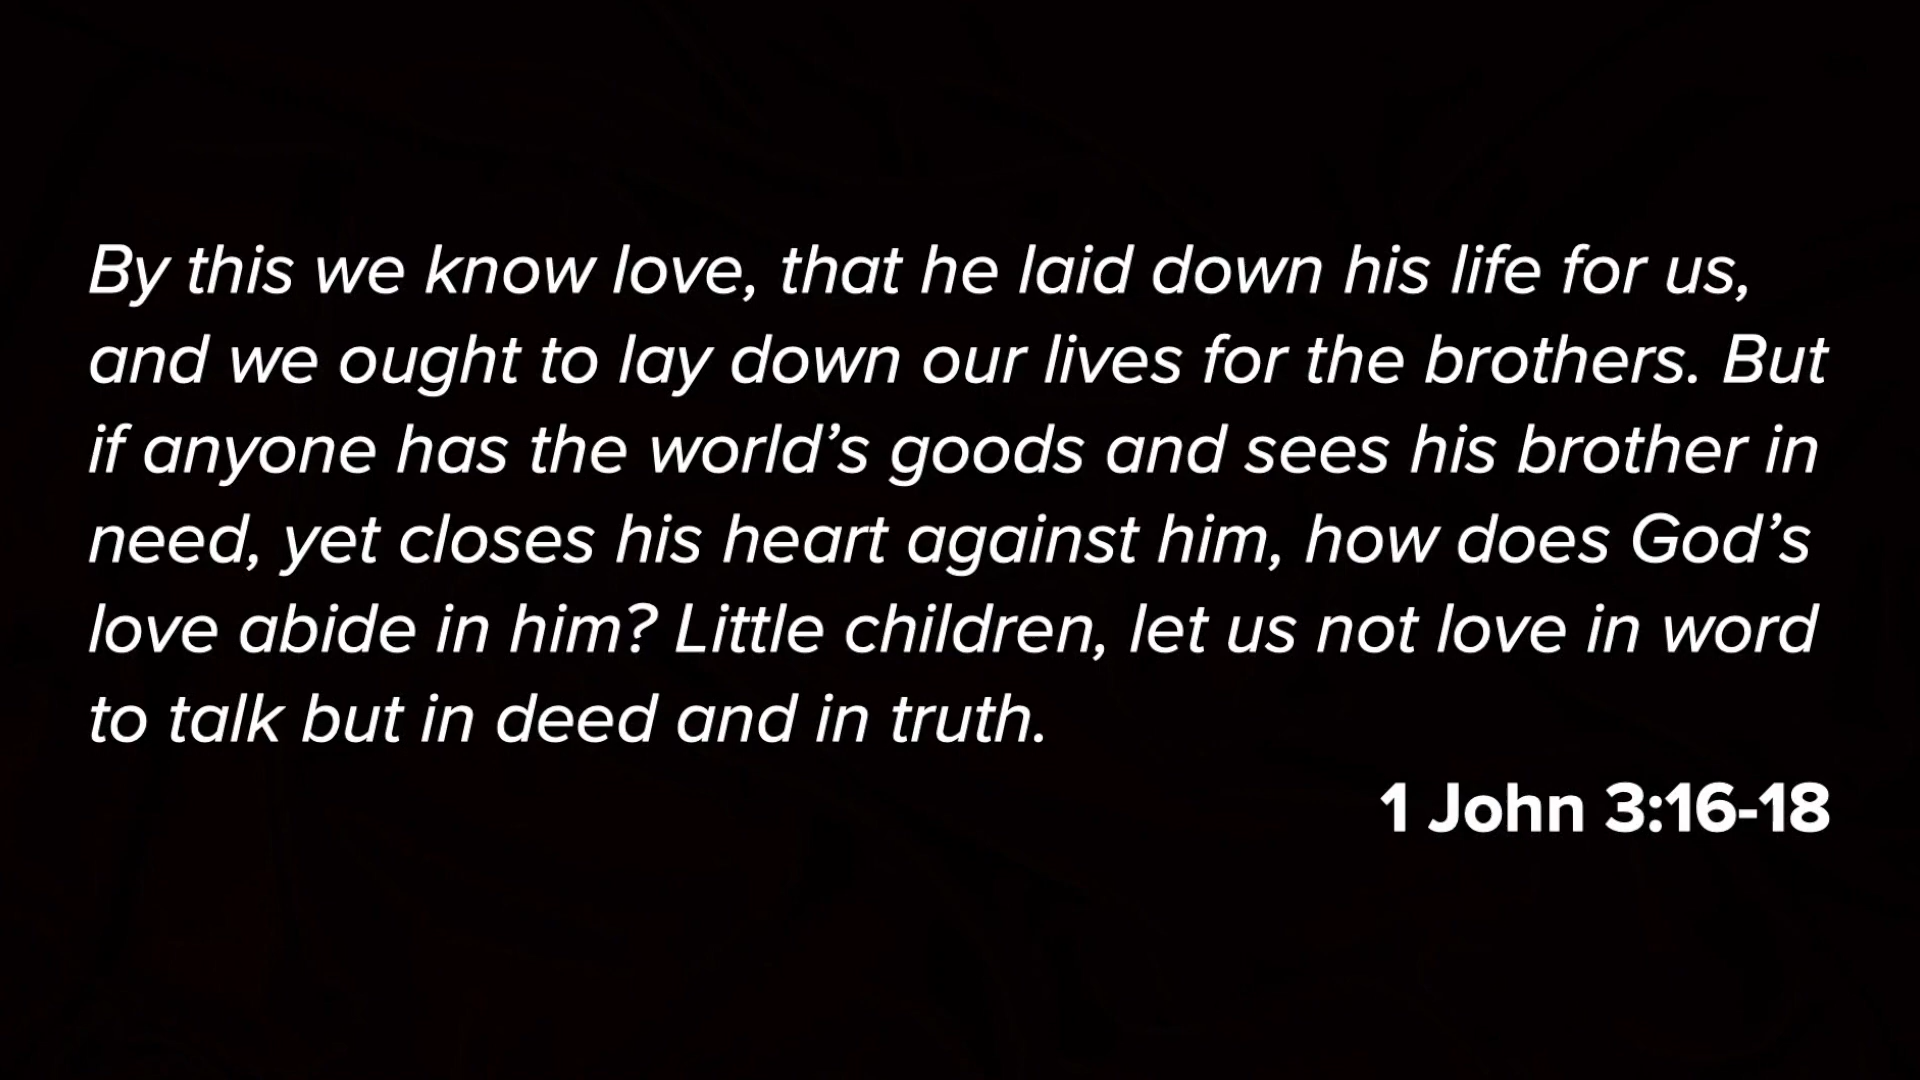 By this we know love, that he laid down his life for us,
and we ought to lay down our lives for the brothers. But
if anyone has the world’s goods and sees his brother in
need, yet closes his heart against him, how does God’s
love abide in him? Little children, let us not love in word
to talk but in deed and in truth.
1 John 3:16-18